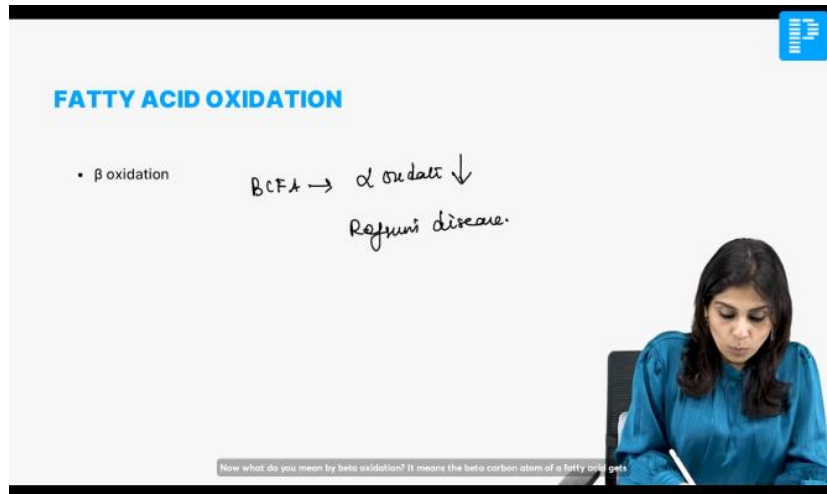 FATTY ACID OXIDATION
• β oxidation
BCFA → α oxidati ↓
Refsum's disease.
Now what do you mean by beta oxidation? It means the beta carbon atom of a fatty acid gets